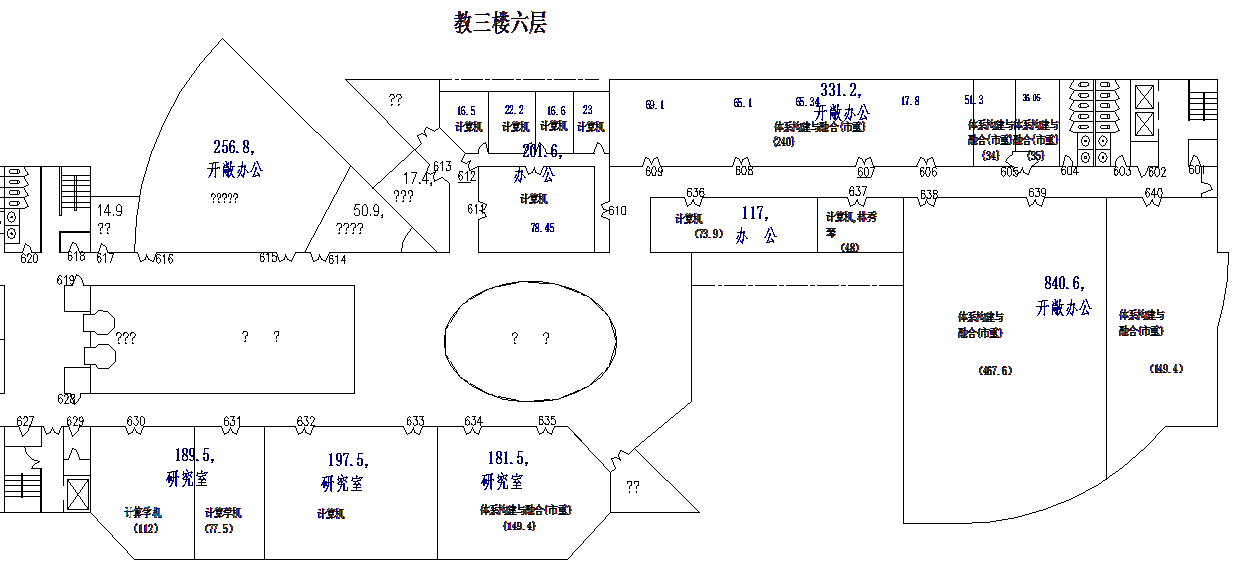 教三楼六层
??
16.5
计算机
22.2
计算机
16.6
计算机
23
计算机
69.1
65.1
65.34
331.2,
开敞办公
体系构建与融合{市重}
{240}
17.8
51.3
体系构建与
融合{市重}
{34}
36.05
体系构建与
融合{市重}
{35}
256.8,
开敞办公
?????
201.6,
办 公
613
612
17.4,
???
609
608
607
606
605
604
603
602
601
计算机
78.45
611
610
636
637
638
639
640
14.9
??
50.9,
????
计算机
(73.9)
117,
办 公
计算机,林秀
琴
(48)
620
618
617
616
615
614
619
840.6,
开敞办公
体系构建与
融合{市重}
(467.6)
体系构建与
融合{市重}
(149.4)
???
? ?
? ?
628
627
629
630
631
632
633
634
635
189.5,
研究室
197.5,
研究室
181.5,
研究室
??
计算学机
(112)
计算学机
(77.5)
计算机
体系构建与融合{市重}
{149.4}